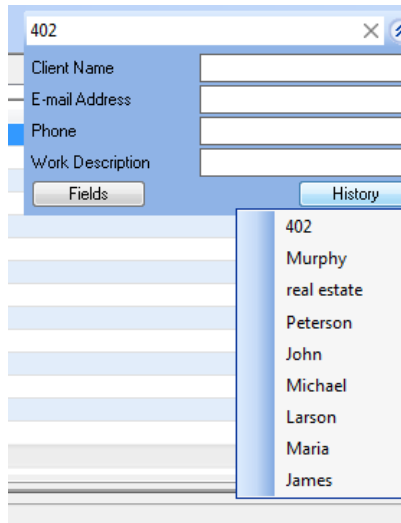 402
Client Name
E-mail Address
Phone
Work Description
Fields History
402
Murphy
real estate
Peterson
John
Michael
Larson
Maria
James